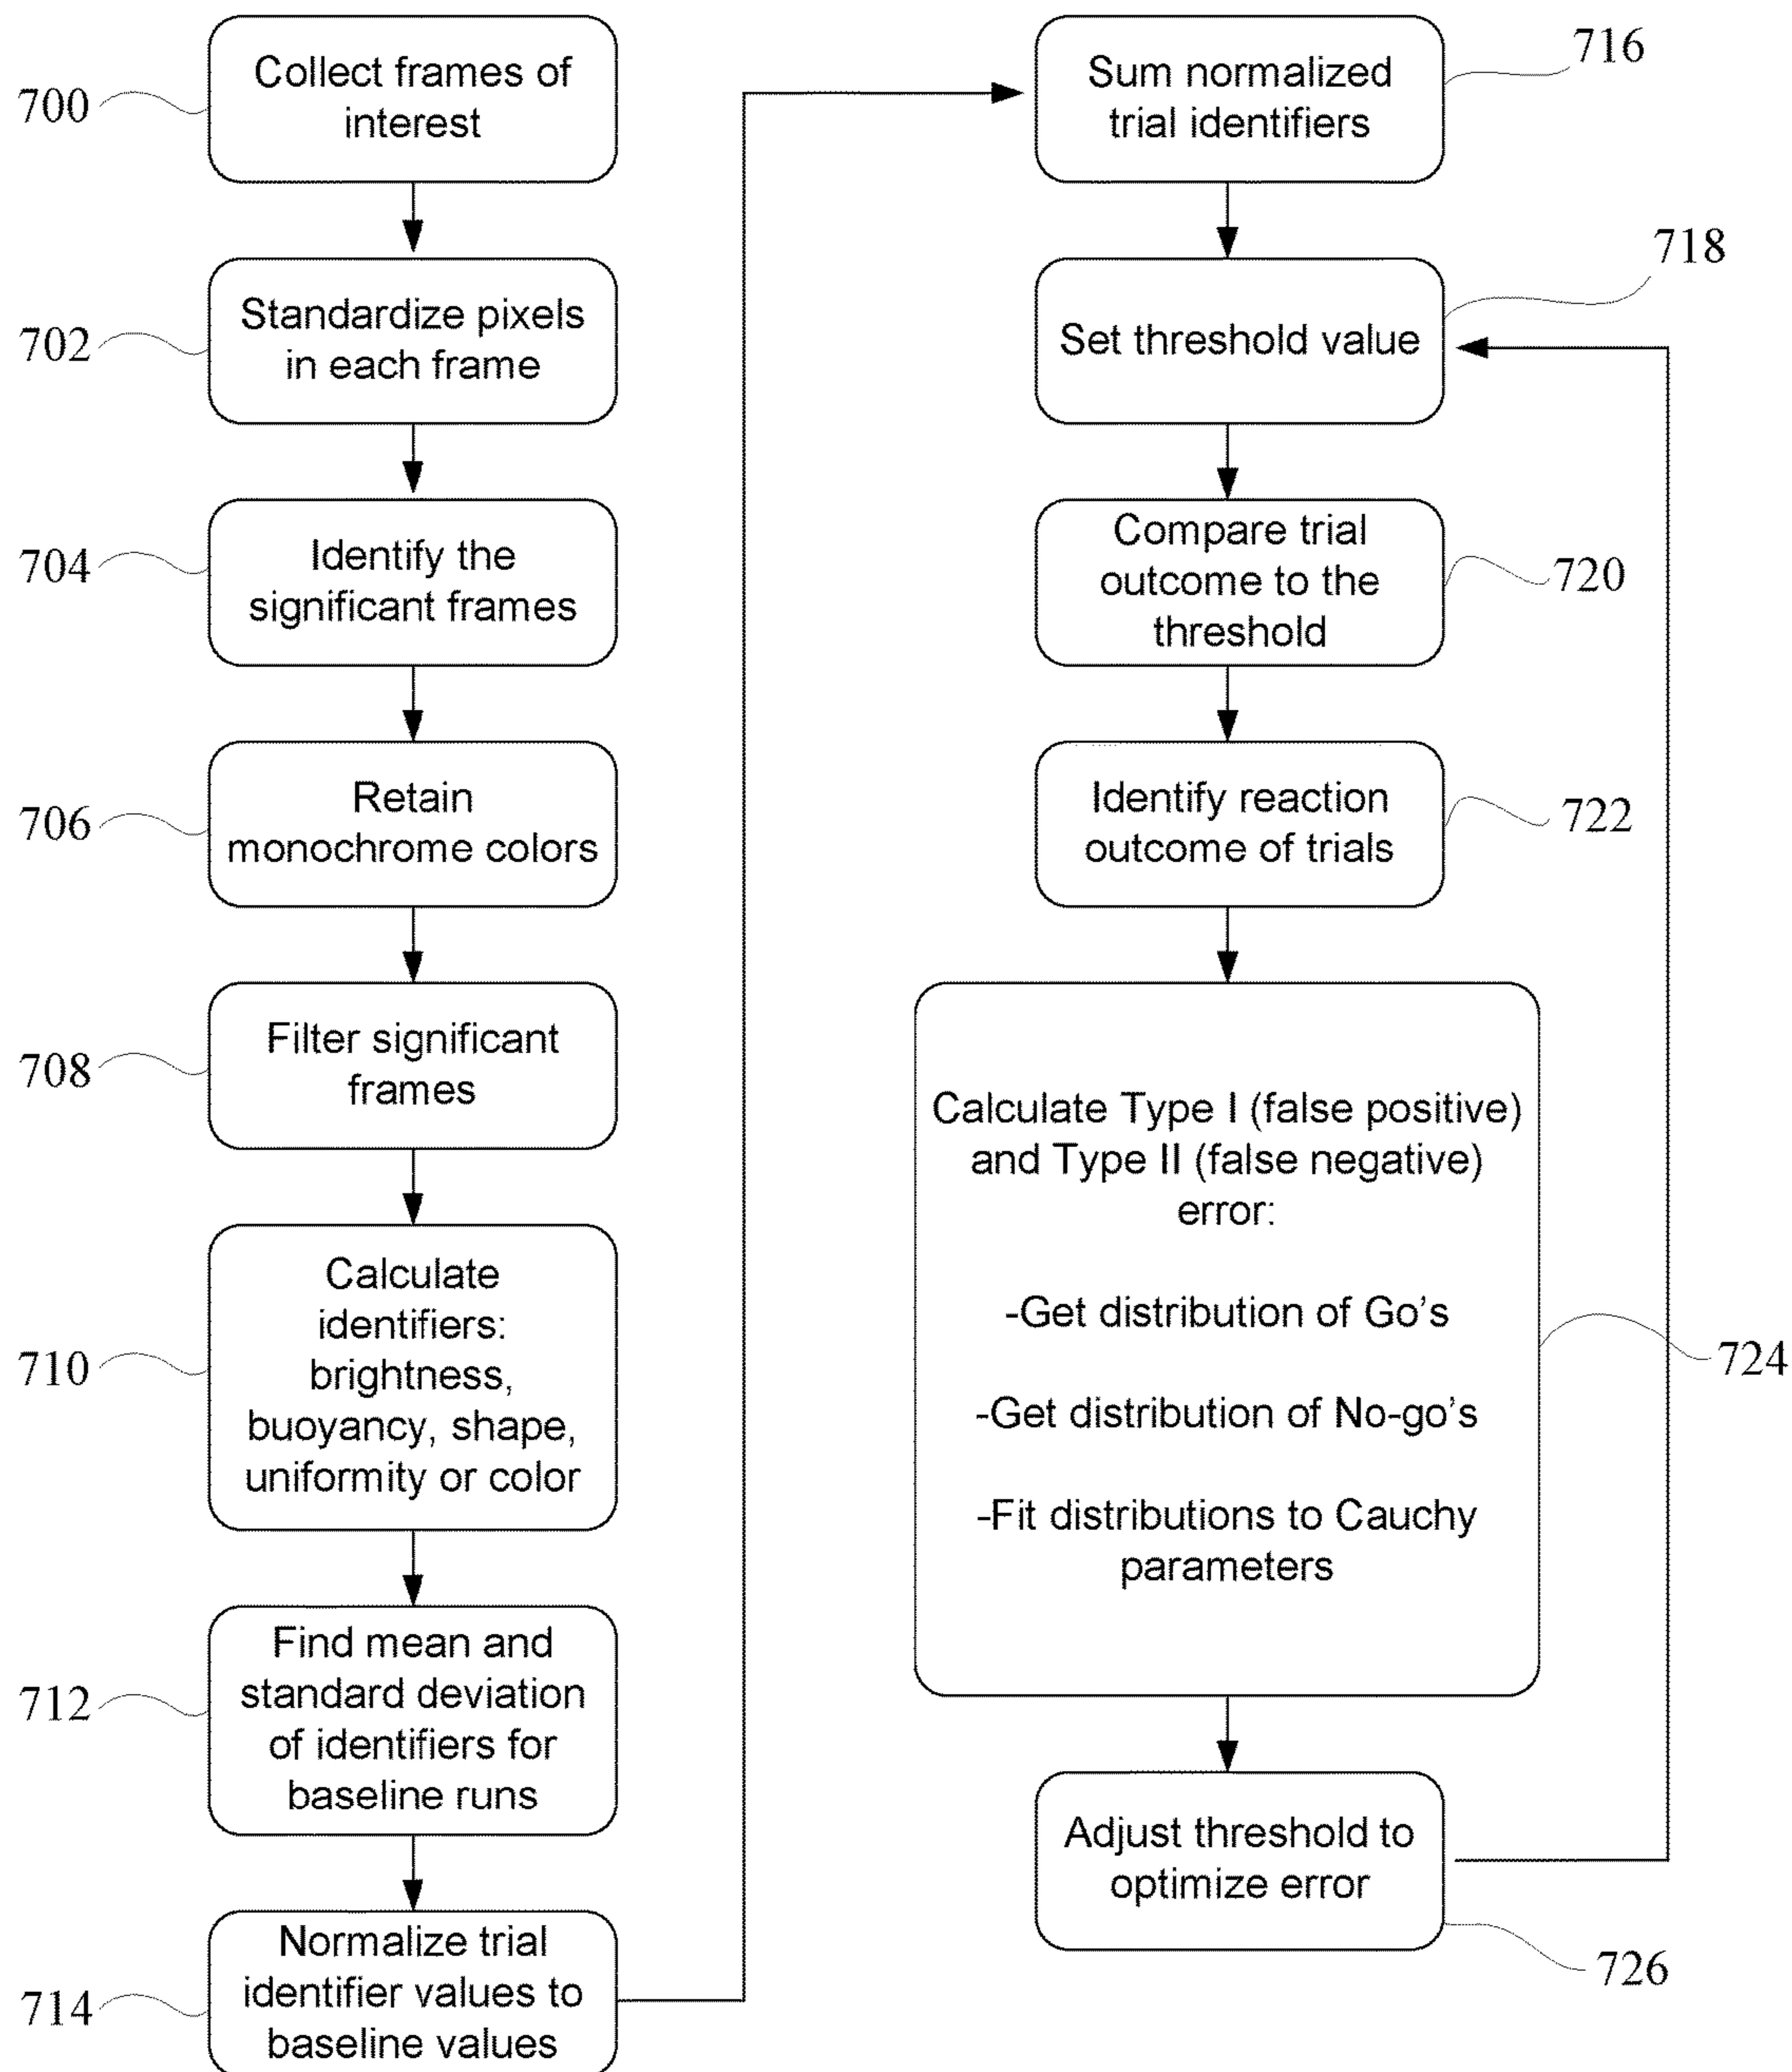 700
Collect frames of
interest
702
Standardize pixels
in each frame
704
Identify the
significant frames
706
Retain
monochrome colors
708
Filter significant
frames
710
Calculate
identifiers:
brightness,
buoyancy, shape,
uniformity or color
712
Find mean and
standard deviation
of identifiers for
baseline runs
714
Normalize trial
identifier values to
baseline values
716
Sum normalized
trial identifiers
718
Set threshold value
720
Compare trial
outcome to the
threshold
722
Identify reaction
outcome of trials
724
Calculate Type I (false positive)
and Type II (false negative)
error:
-Get distribution of Go's
-Get distribution of No-go's
-Fit distributions to Cauchy
parameters
726
Adjust threshold to
optimize error